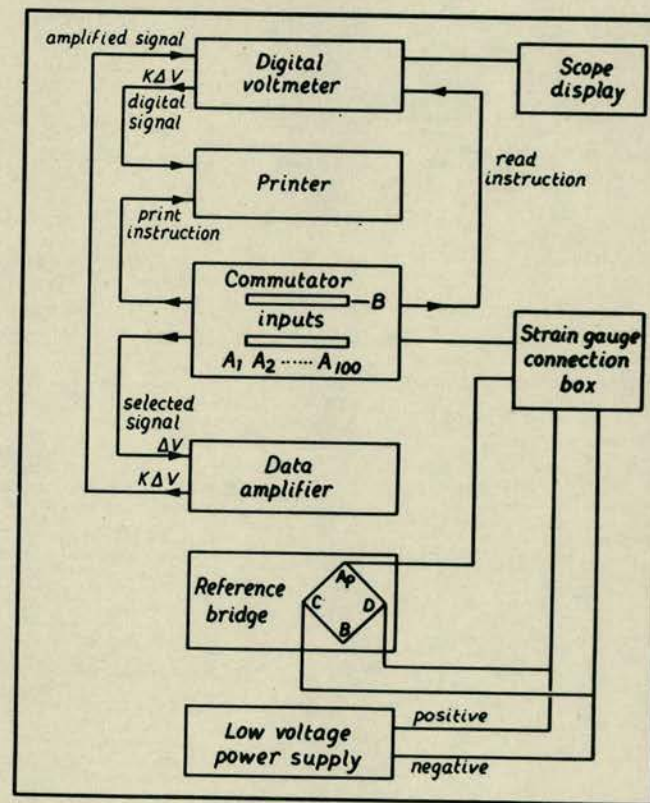 amplified signal
Digital
voltmeter
Scope
display
KΔV
digital
signal
read
instruction
Printer
print
instruction
Commutator
B
inputs
A1 A2 ...... A100
Strain gauge
connection
box
selected
signal
ΔV
KΔV
Data
amplifier
Reference
bridge
Ap
C D
B
Low voltage
power supply
positive
negative